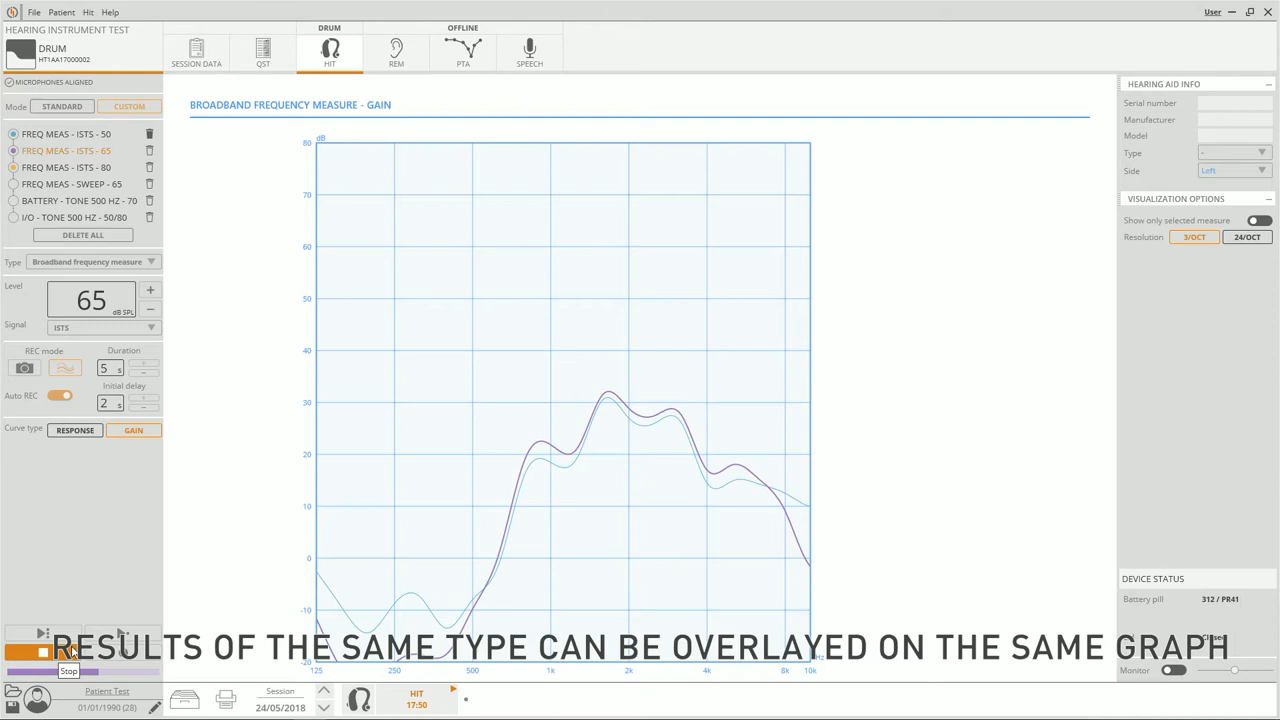 File Patient Hit Help
User
HEARING INSTRUMENT TEST
DRUM
HT1AA17000002
DRUM
OFFLINE
SESSION DATA
QST
HIT
REM
PTA
SPEECH
MICROPHONES ALIGNED
Mode STANDARD CUSTOM
FREQ MEAS - ISTS - 50
FREQ MEAS - ISTS - 65
FREQ MEAS - ISTS - 80
FREQ MEAS - SWEEP - 65
BATTERY - TONE 500 HZ - 70
I/O - TONE 500 HZ - 50/80
DELETE ALL
Type Broadband frequency measure
Level
65
dB SPL
+
−
Signal ISTS
REC mode
Duration
5 s
Initial delay
Auto REC
2 s
Curve type RESPONSE GAIN
BROADBAND FREQUENCY MEASURE - GAIN
dB
80
70
60
50
40
30
20
10
0
-10
-20
125 250 500 1k 2k 4k 8k 10k
Hz
HEARING AID INFO
Serial number
Manufacturer
Model
Type -
Side Left
VISUALIZATION OPTIONS
Show only selected measure
Resolution 3/OCT 24/OCT
DEVICE STATUS
Battery pill 312 / PR41
Closed
Monitor
RESULTS OF THE SAME TYPE CAN BE OVERLAYED ON THE SAME GRAPH
Stop
Patient Test
01/01/1990 (28)
Session
24/05/2018
HIT
17:50